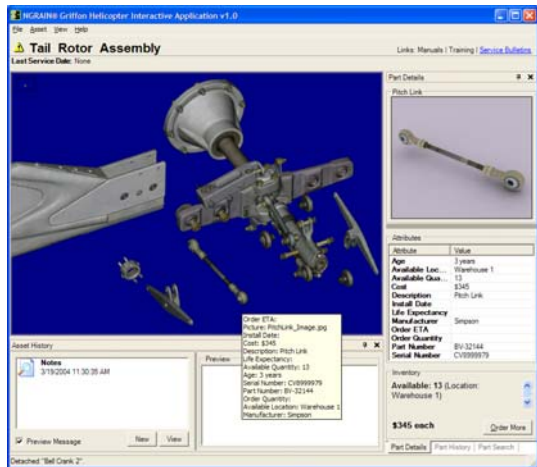 NGRAIN® Griffon Helicopter Interactive Application v1.0
File Asset View Help
Tail Rotor Assembly
Links: Manuals | Training | Service Bulletins
Last Service Date: None
Part Details
Pitch Link
Attributes
Attribute Value
Age 3 years
Available Loc... Warehouse 1
Available Qua... 13
Cost $345
Description Pitch Link
Install Date
Life Expectancy
Manufacturer Simpson
Order ETA
Order Quantity
Part Number BV-32144
Serial Number CV8999979
Inventory
Available: 13 (Location:
Warehouse 1)
$345 each
Order More
Part Details Part History Part Search
Order ETA:
Picture: PitchLink_Image.jpg
Install Date:
Cost: $345
Description: Pitch Link
Life Expectancy:
Available Quantity: 13
Age: 3 years
Serial Number: CV8999979
Part Number: BV-32144
Order Quantity:
Available Location: Warehouse 1
Manufacturer: Simpson
Asset History
Notes
3/19/2004 11:30:35 AM
Preview
Preview Message
New View
Detached "Bell Crank 2".